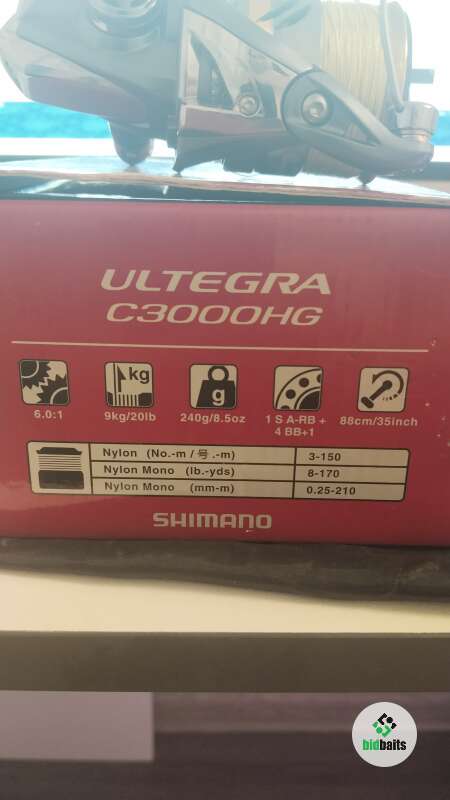 ULTEGRA
C3000HG
kg
g
6.0:1
9kg/20lb
240g/8.5oz
1 S A-RB +
4 BB+1
88cm/35inch
Nylon (No.-m / 号 .-m) 3-150
Nylon Mono (lb.-yds) 8-170
Nylon Mono (mm-m) 0.25-210
SHIMANO
bidbaits